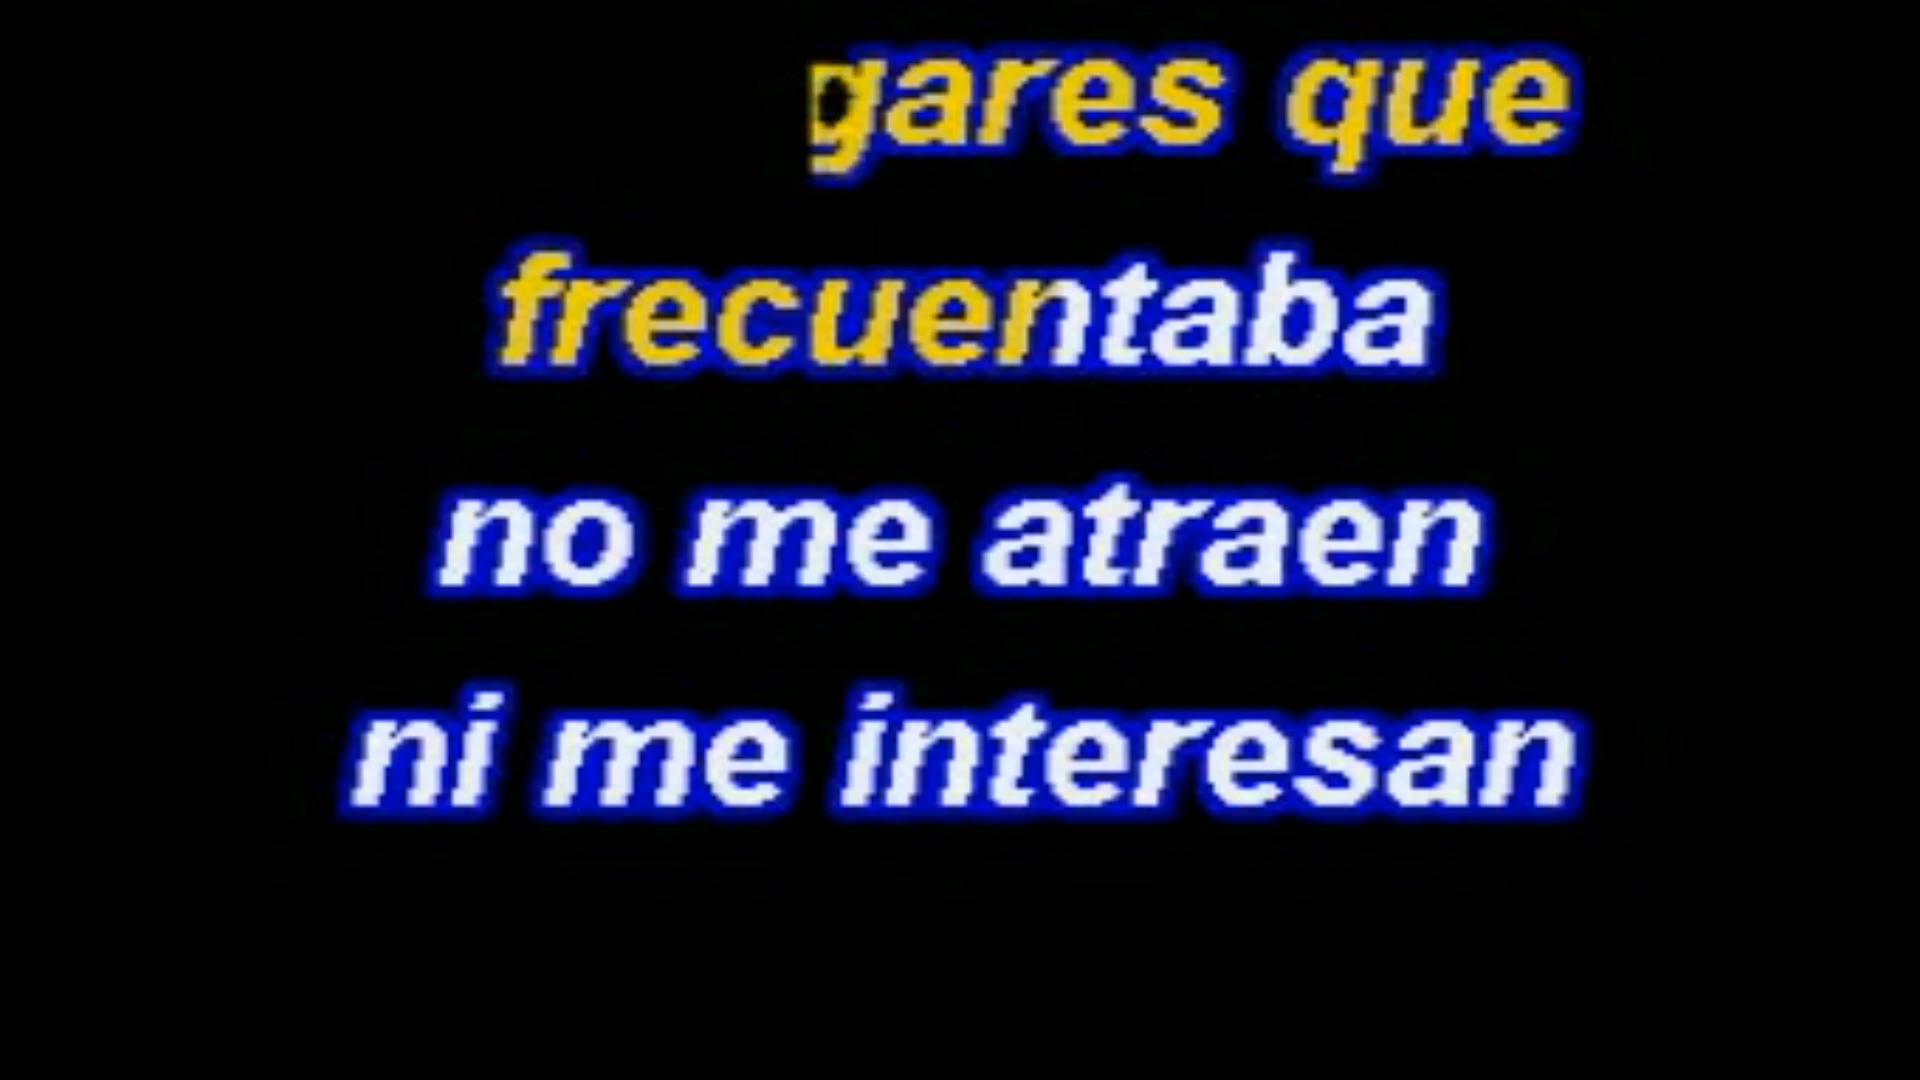 gares que
frecuentaba
no me atraen
ni me interesan